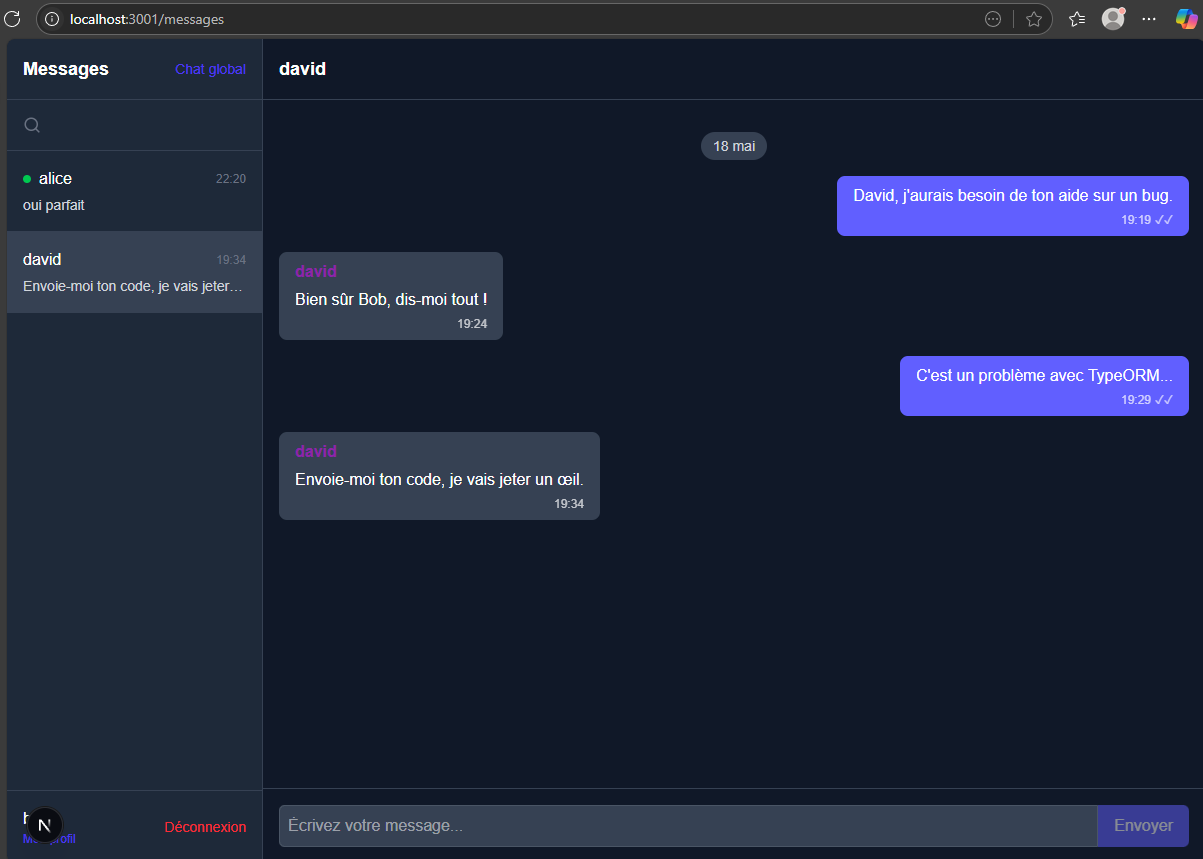 localhost:3001/messages
Messages
Chat global
david
alice
22:20
oui parfait
david
19:34
Envoie-moi ton code, je vais jeter…
18 mai
David, j'aurais besoin de ton aide sur un bug.
19:19 ✓✓
david
Bien sûr Bob, dis-moi tout !
19:24
C'est un problème avec TypeORM...
19:29 ✓✓
david
Envoie-moi ton code, je vais jeter un œil.
19:34
N
Déconnexion
Écrivez votre message...
Envoyer